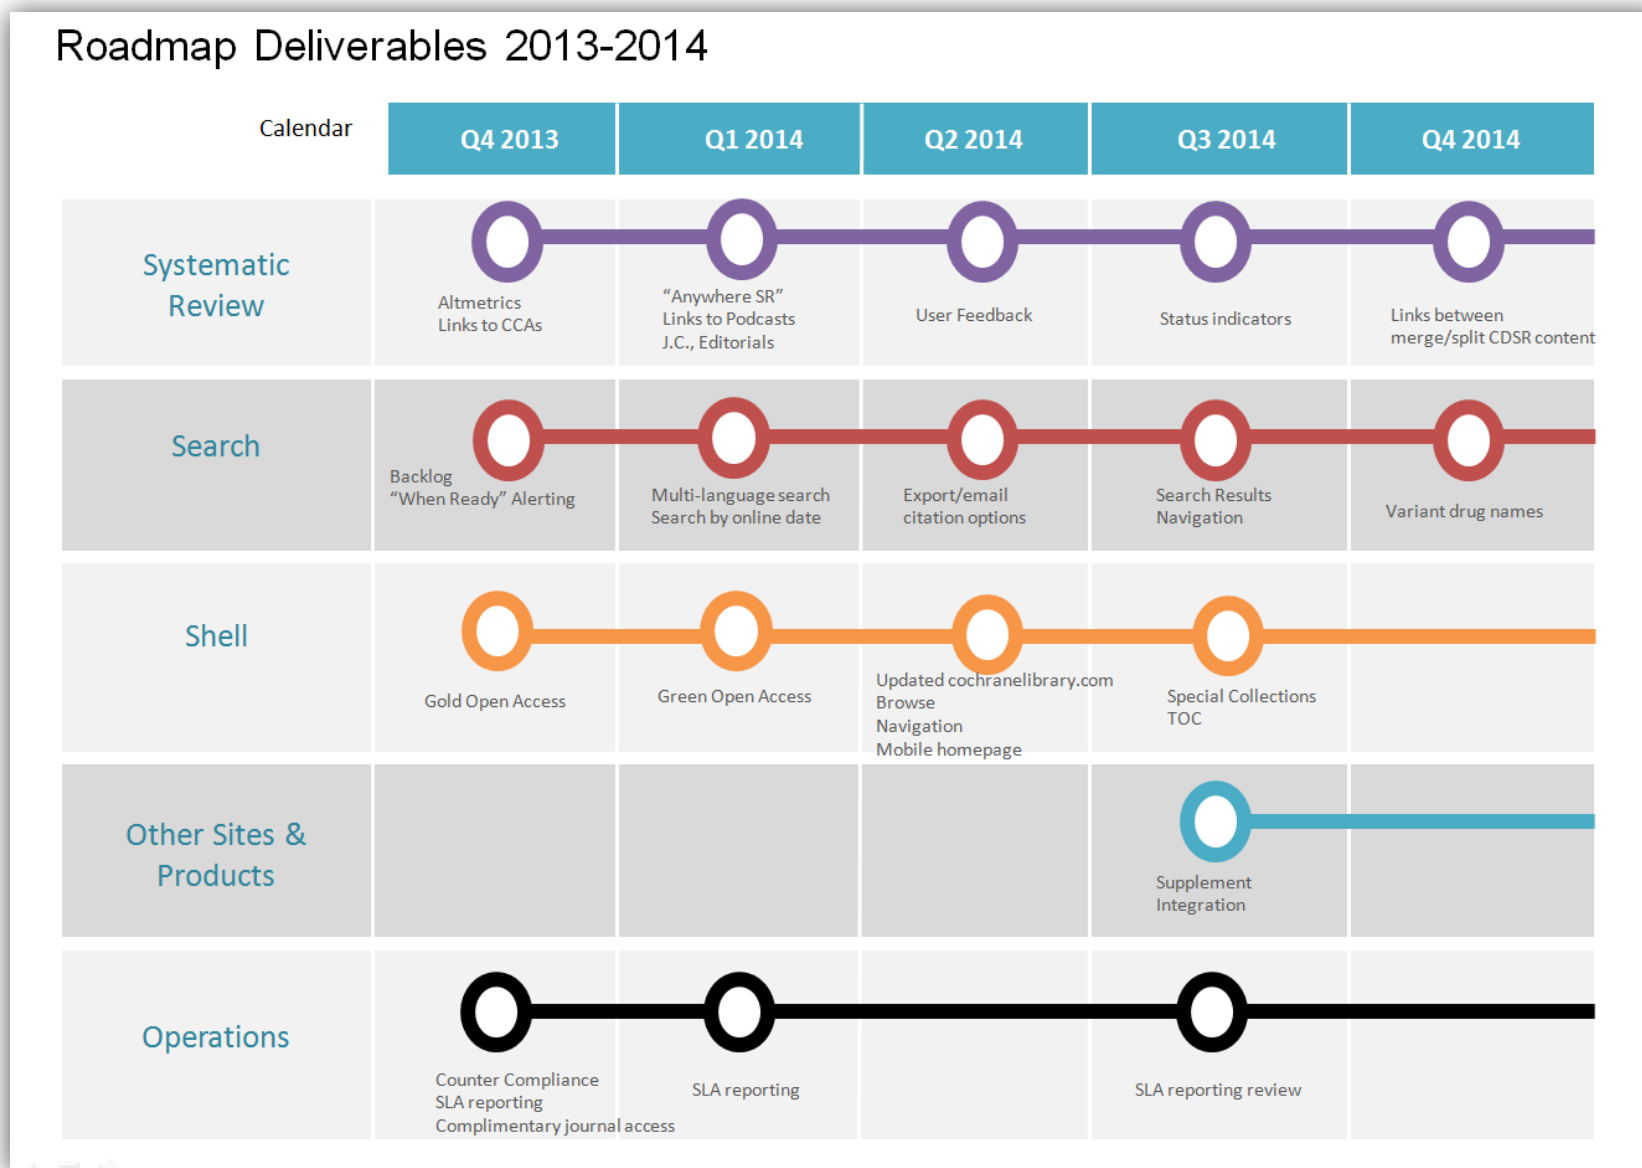 Roadmap Deliverables 2013-2014
Calendar
Q4 2013
Q1 2014
Q2 2014
Q3 2014
Q4 2014
Systematic
Review
Altmetrics
Links to CCAs
“Anywhere SR”
Links to Podcasts
J.C., Editorials
User Feedback
Status indicators
Links between
merge/split CDSR content
Search
Backlog
“When Ready” Alerting
Multi-language search
Search by online date
Export/email
citation options
Search Results
Navigation
Variant drug names
Shell
Gold Open Access
Green Open Access
Updated cochranelibrary.com
Browse
Navigation
Mobile homepage
Special Collections
TOC
Other Sites &
Products
Supplement
Integration
Operations
Counter Compliance
SLA reporting
Complimentary journal access
SLA reporting
SLA reporting review